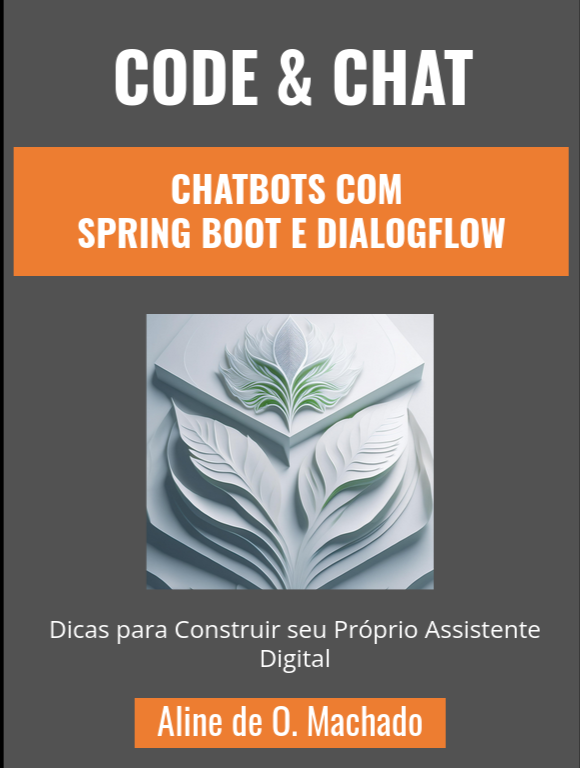 CODE & CHAT
CHATBOTS COM
SPRING BOOT E DIALOGFLOW
Dicas para Construir seu Próprio Assistente
Digital
Aline de O. Machado